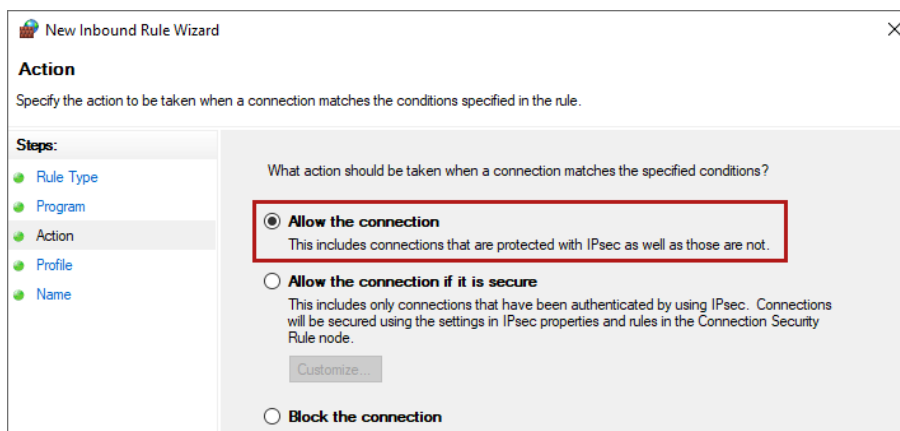 New Inbound Rule Wizard
Action
Specify the action to be taken when a connection matches the conditions specified in the rule.
Steps:
Rule Type
Program
Action
Profile
Name
What action should be taken when a connection matches the specified conditions?
Allow the connection
This includes connections that are protected with IPsec as well as those are not.
Allow the connection if it is secure
This includes only connections that have been authenticated by using IPsec. Connections
will be secured using the settings in IPsec properties and rules in the Connection Security
Rule node.
Customize...
Block the connection